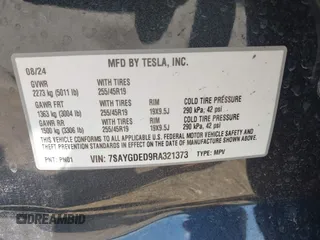 MFD BY TESLA, INC.
08/24
GVWR WITH TIRES
2273 kg (5011 lb) 255/45R19
GAWR FRT WITH TIRES RIM COLD TIRE PRESSURE
1363 kg (3004 lb) 255/45R19 19X9.5J 290 kPa, 42 psi
GAWR RR WITH TIRES RIM COLD TIRE PRESSURE
1500 kg (3306 lb) 255/45R19 19X9.5J 290 kPa, 42 psi
THIS VEHICLE CONFORMS TO ALL APPLICABLE FEDERAL MOTOR VEHICLE SAFETY, BUMPER, AND
THEFT PREVENTION STANDARDS IN EFFECT ON THE DATE OF MANUFACTURE SHOWN ABOVE.
PNT: PN01 VIN: 7SAYGDED9RA321373 TYPE: MPV
DREAMBID